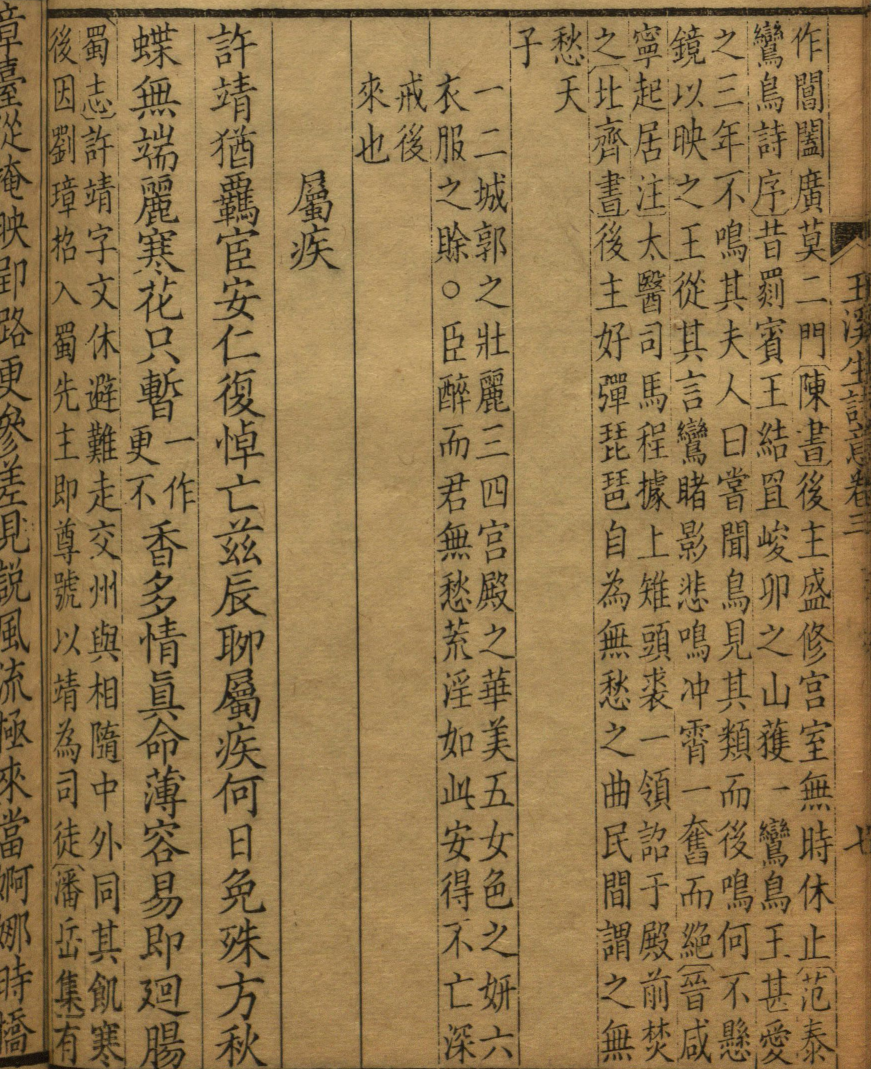 玉溪生詩意卷三
七
作閶闔廣莫二門陳書後主盛修宫室無時休止范泰
鸞鳥詩序昔罽賓王結罝峻卯之山獲一鸞鳥王甚愛
之三年不鳴其夫人曰嘗聞鳥見其類而後鳴何不懸
鏡以映之王從其言鸞睹影悲鳴冲霄一奮而絶晉咸
寧起居注太醫司馬程據上雉頭裘一領詔于殿前焚
之北齊書後主好彈琵琶自為無愁之曲民間謂之無
愁天
子
一二城郭之壯麗三四宫殿之華美五女色之妍六
衣服之賖○臣醉而君無愁荒淫如此安得不亡深
戒後
來也
屬疾
許靖猶羈宦安仁復悼亡兹辰聊屬疾何日免殊方秋
蝶無端麗寒花只暫一作更不香多情真命薄容易即廻腸
蜀志許靖字文休避難走交州與相隨中外同其飢寒
後因劉璋招入蜀先主即尊號以靖為司徒潘岳集有
章臺從掩映郢路更參差見説風流極來當婀娜時橋